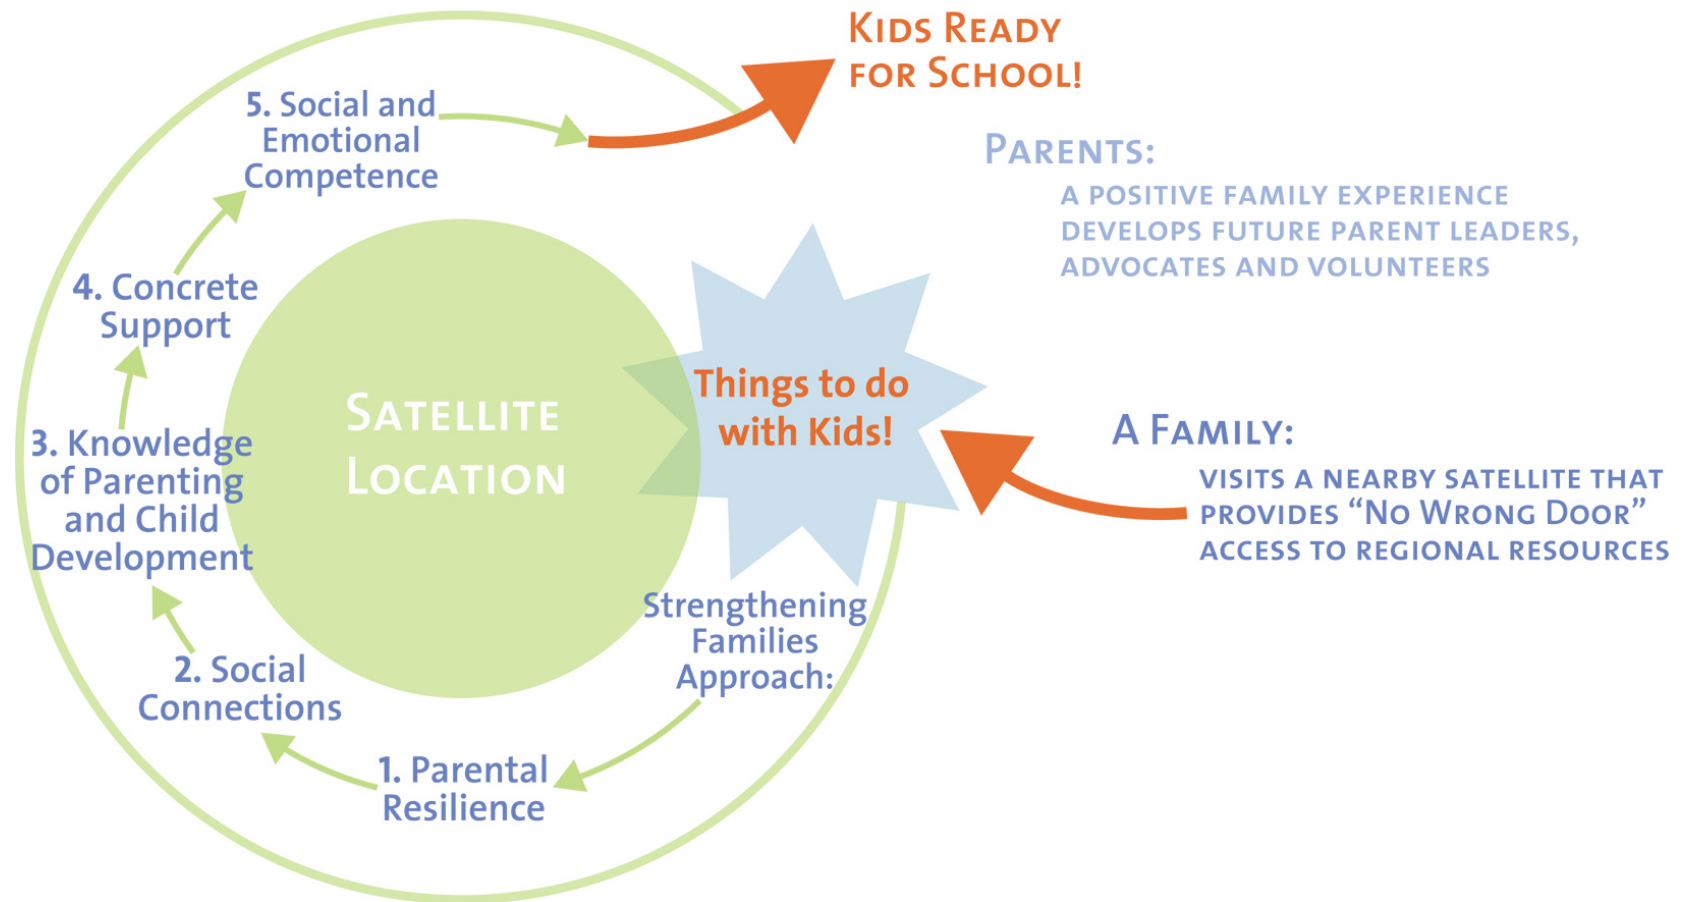 KIDS READY
FOR SCHOOL!
PARENTS:
A POSITIVE FAMILY EXPERIENCE
DEVELOPS FUTURE PARENT LEADERS,
ADVOCATES AND VOLUNTEERS
A FAMILY:
VISITS A NEARBY SATELLITE THAT
PROVIDES “NO WRONG DOOR”
ACCESS TO REGIONAL RESOURCES
Things to do
with Kids!
SATELLITE
LOCATION
Strengthening
Families
Approach:
1. Parental
Resilience
2. Social
Connections
3. Knowledge
of Parenting
and Child
Development
4. Concrete
Support
5. Social and
Emotional
Competence